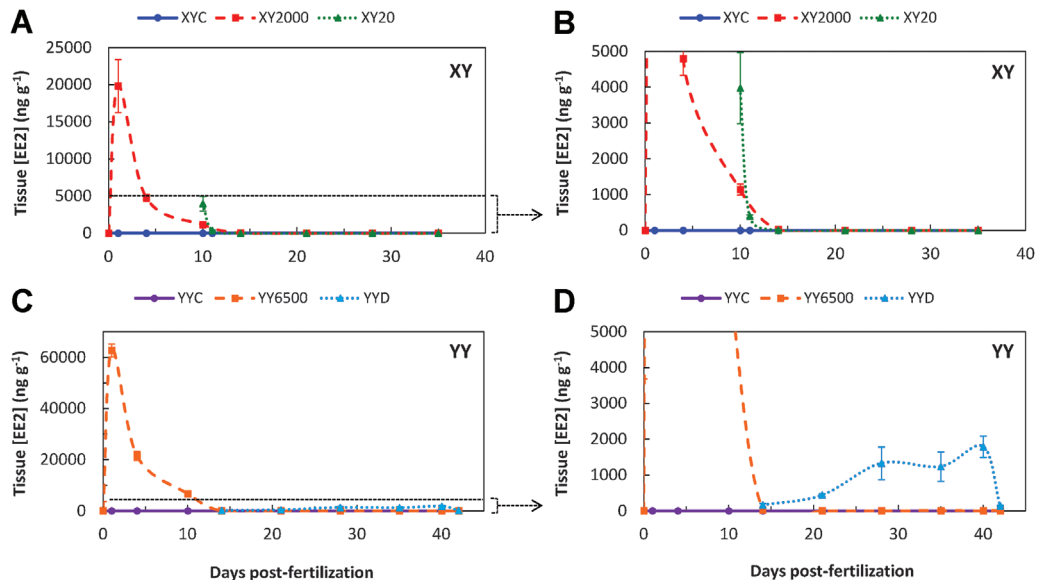 A
XYC XY2000 XY20
Tissue [EE2] (ng g⁻¹)
25000
20000
15000
10000
5000
0
XY
0 10 20 30 40
B
XYC XY2000 XY20
Tissue [EE2] (ng g⁻¹)
5000
4000
3000
2000
1000
0
XY
0 10 20 30 40
C
YYC YY6500 YYD
Tissue [EE2] (ng g⁻¹)
60000
40000
20000
0
YY
0 10 20 30 40
Days post-fertilization
D
YYC YY6500 YYD
Tissue [EE2] (ng g⁻¹)
5000
4000
3000
2000
1000
0
YY
0 10 20 30 40
Days post-fertilization